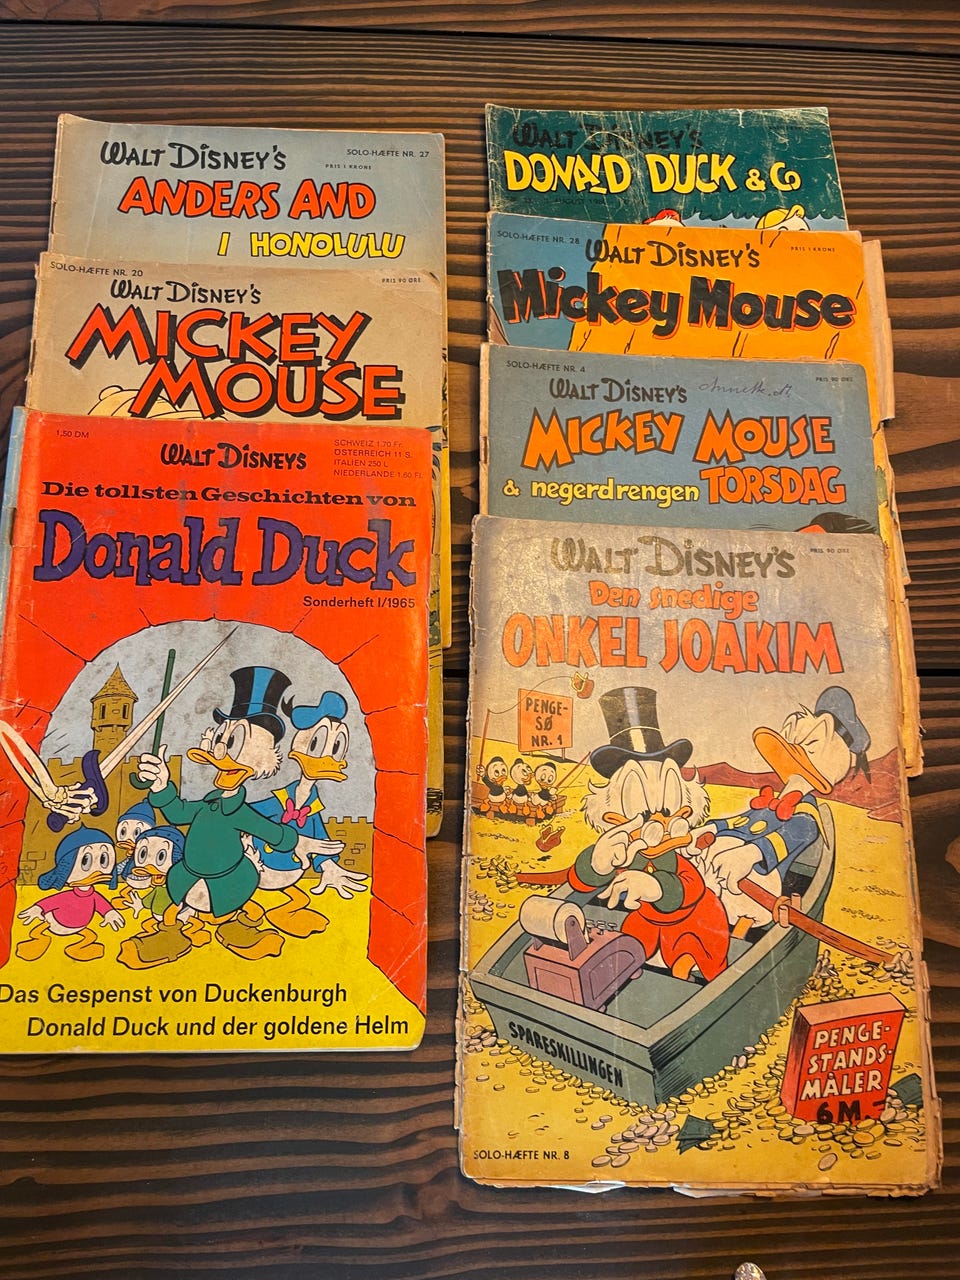 WALT DISNEY'S
SOLO-HÆFTE NR. 27
PRIS 1 KRONE
ANDERS AND
I HONOLULU
SOLO-HÆFTE NR. 20
PRIS 90 ØRE
WALT DISNEY'S
MICKEY
MOUSE
1,50 DM
SCHWEIZ 1.70 Fr.
ÖSTERREICH 11 S.
ITALIEN 250 L
NIEDERLANDE 1.60 Fl.
WALT DISNEYS
Die tollsten Geschichten von
Donald Duck
Sonderheft I/1965
Das Gespenst von Duckenburgh
Donald Duck und der goldene Helm
WALT DISNEY'S
DONALD DUCK & Co
AUGUST
SOLO-HÆFTE NR. 28
WALT DISNEY'S
PRIS 1 KRONE
Mickey Mouse
SOLO-HÆFTE NR. 4
PRIS 90 ØRE
WALT DISNEY'S
MICKEY MOUSE
& negerdrengen TORSDAG
WALT DISNEY'S
PRIS 90 ØRE
Den snedige
ONKEL JOAKIM
PENGE-
SØ
NR. 1
SPARESKILLINGEN
PENGE-
STANDS-
MÅLER
6 M.
SOLO-HÆFTE NR. 8